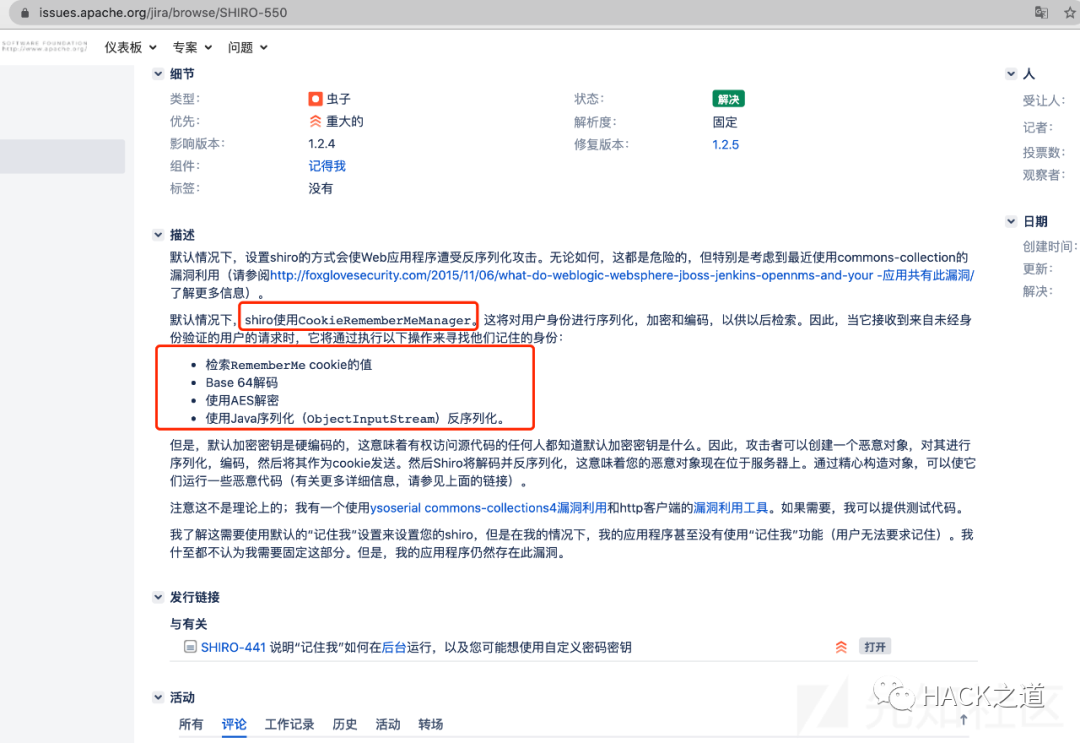 issues.apache.org/jira/browse/SHIRO-550
SOFTWARE FOUNDATION
http://www.apache.org/
仪表板 专案 问题
细节
类型： 虫子
优先： 重大的
影响版本： 1.2.4
组件： 记得我
标签： 没有
状态： 解决
解析度： 固定
修复版本： 1.2.5
人
受让人：
记者：
投票数：
观察者：
日期
创建时间：
更新：
解决：
描述
默认情况下，设置shiro的方式会使Web应用程序遭受反序列化攻击。无论如何，这都是危险的，但特别是考虑到最近使用commons-collection的
漏洞利用（请参阅http://foxglovesecurity.com/2015/11/06/what-do-weblogic-websphere-jboss-jenkins-opennms-and-your -应用共有此漏洞/
了解更多信息）。
默认情况下，shiro使用CookieRememberMeManager。这将对用户身份进行序列化，加密和编码，以供以后检索。因此，当它接收到来自未经身
份验证的用户的请求时，它将通过执行以下操作来寻找他们记住的身份：
• 检索RememberMe cookie的值
• Base 64解码
• 使用AES解密
• 使用Java序列化（ObjectInputStream）反序列化。
但是，默认加密密钥是硬编码的，这意味着有权访问源代码的任何人都知道默认加密密钥是什么。因此，攻击者可以创建一个恶意对象，对其进行
序列化，编码，然后将其作为cookie发送。然后Shiro将解码并反序列化，这意味着您的恶意对象现在位于服务器上。通过精心构造对象，可以使它
们运行一些恶意代码（有关更多详细信息，请参见上面的链接）。
注意这不是理论上的；我有一个使用ysoserial commons-collections4漏洞利用和http客户端的漏洞利用工具。如果需要，我可以提供测试代码。
我了解这需要使用默认的“记住我”设置来设置您的shiro，但是在我的情况下，我的应用程序甚至没有使用“记住我”功能（用户无法要求记住）。我
什至都不认为我需要固定这部分。但是，我的应用程序仍然存在此漏洞。
发行链接
与有关
SHIRO-441 说明“记住我”如何在后台运行，以及您可能想使用自定义密码密钥 打开
活动
所有 评论 工作记录 历史 活动 转场
HACK之道
先知社区